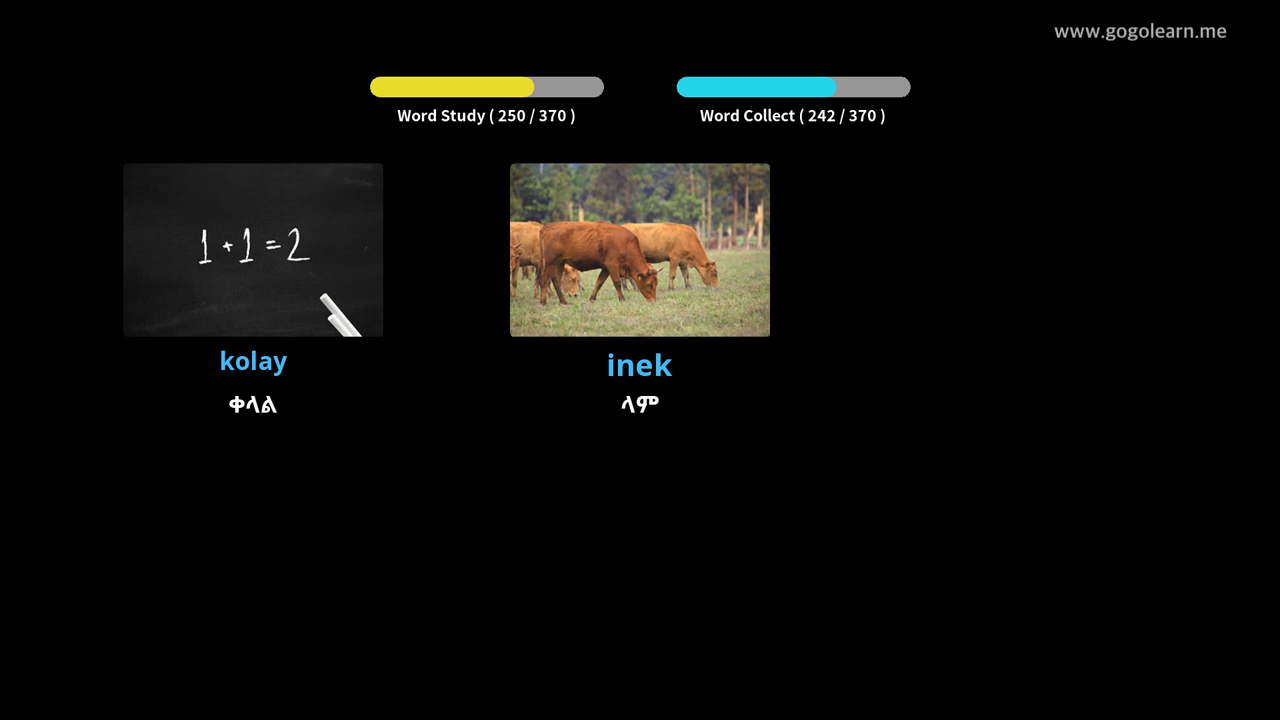 www.gogolearn.me
Word Study ( 250 / 370 )
Word Collect ( 242 / 370 )
1 + 1 = 2
kolay
ቀላል
inek
ላም